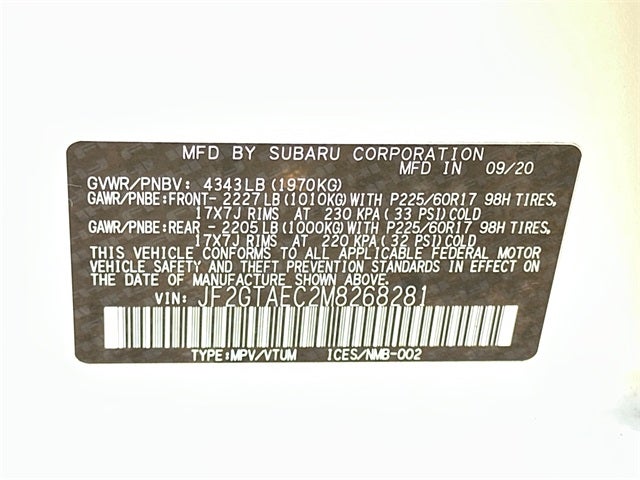 MFD BY SUBARU CORPORATION
MFD IN 09/20
GVWR/PNBV: 4343LB(1970KG)
GAWR/PNBE:FRONT- 2227LB(1010KG)WITH P225/60R17 98H TIRES,
17X7J RIMS AT 230 KPA(33 PSI)COLD
GAWR/PNBE:REAR - 2205LB(1000KG)WITH P225/60R17 98H TIRES,
17X7J RIMS AT 220 KPA(32 PSI)COLD
THIS VEHICLE CONFORMS TO ALL APPLICABLE FEDERAL MOTOR
VEHICLE SAFETY AND THEFT PREVENTION STANDARDS IN EFFECT ON
THE DATE OF MANUFACTURE SHOWN ABOVE.
VIN: JF2GTAEC2M8268281
TYPE:MPV/VTUM ICES/NMB-002